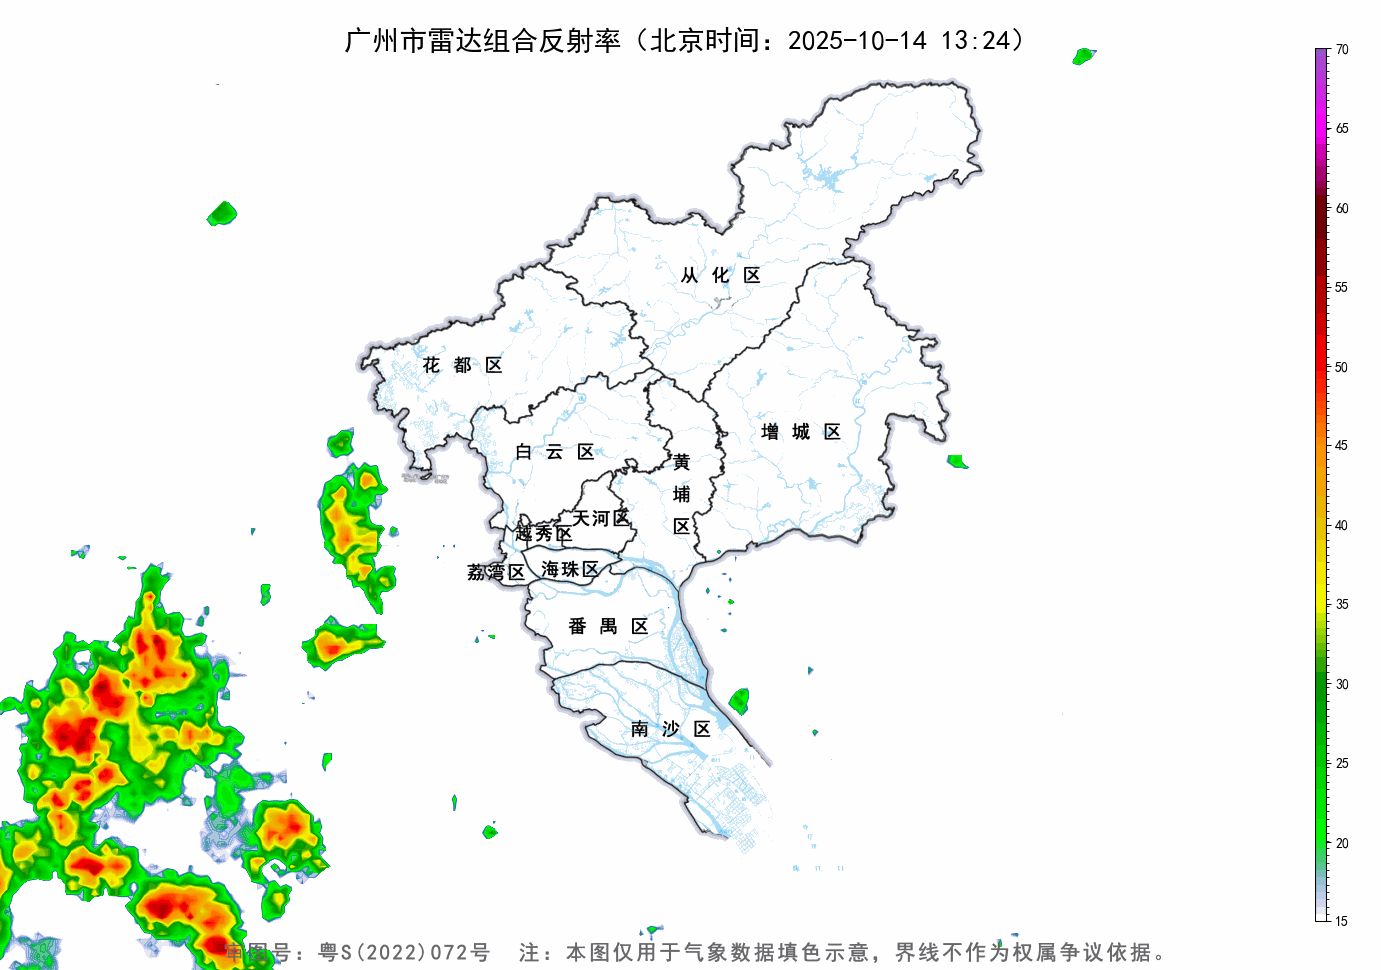 广州市雷达组合反射率（北京时间：2025-10-14 13:24）
70
65
60
55
50
45
40
35
30
25
20
15
从化区
花都区
增城区
白云区
黄埔区
天河区
越秀区
海珠区
荔湾区
番禺区
南沙区
审图号：粤S(2022)072号 注：本图仅用于气象数据填色示意，界线不作为权属争议依据。